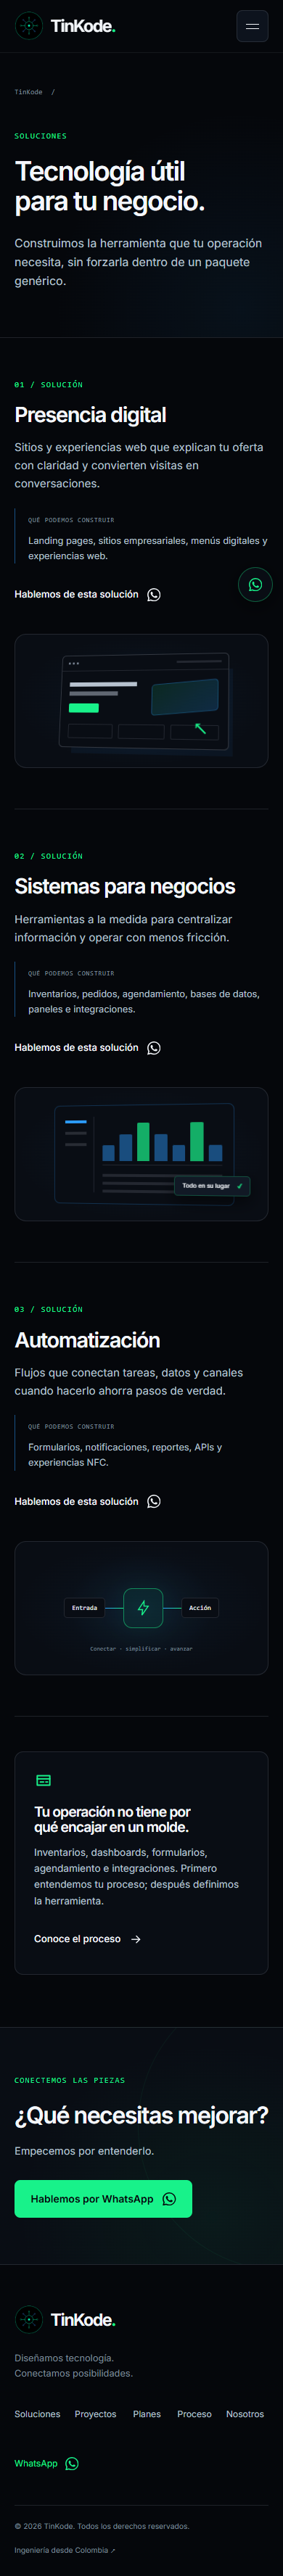 TinKode.
TinKode /
SOLUCIONES
Tecnología útil
para tu negocio.
Construimos la herramienta que tu operación
necesita, sin forzarla dentro de un paquete
genérico.
01 / SOLUCIÓN
Presencia digital
Sitios y experiencias web que explican tu oferta
con claridad y convierten visitas en
conversaciones.
QUÉ PODEMOS CONSTRUIR
Landing pages, sitios empresariales, menús digitales y
experiencias web.
Hablemos de esta solución
02 / SOLUCIÓN
Sistemas para negocios
Herramientas a la medida para centralizar
información y operar con menos fricción.
QUÉ PODEMOS CONSTRUIR
Inventarios, pedidos, agendamiento, bases de datos,
paneles e integraciones.
Hablemos de esta solución
Todo en su lugar ✓
03 / SOLUCIÓN
Automatización
Flujos que conectan tareas, datos y canales
cuando hacerlo ahorra pasos de verdad.
QUÉ PODEMOS CONSTRUIR
Formularios, notificaciones, reportes, APIs y
experiencias NFC.
Hablemos de esta solución
Entrada
Acción
Conectar · simplificar · avanzar
Tu operación no tiene por
qué encajar en un molde.
Inventarios, dashboards, formularios,
agendamiento e integraciones. Primero
entendemos tu proceso; después definimos
la herramienta.
Conoce el proceso →
CONECTEMOS LAS PIEZAS
¿Qué necesitas mejorar?
Empecemos por entenderlo.
Hablemos por WhatsApp
TinKode.
Diseñamos tecnología.
Conectamos posibilidades.
Soluciones Proyectos Planes Proceso Nosotros
WhatsApp
© 2026 TinKode. Todos los derechos reservados.
Ingeniería desde Colombia ↗